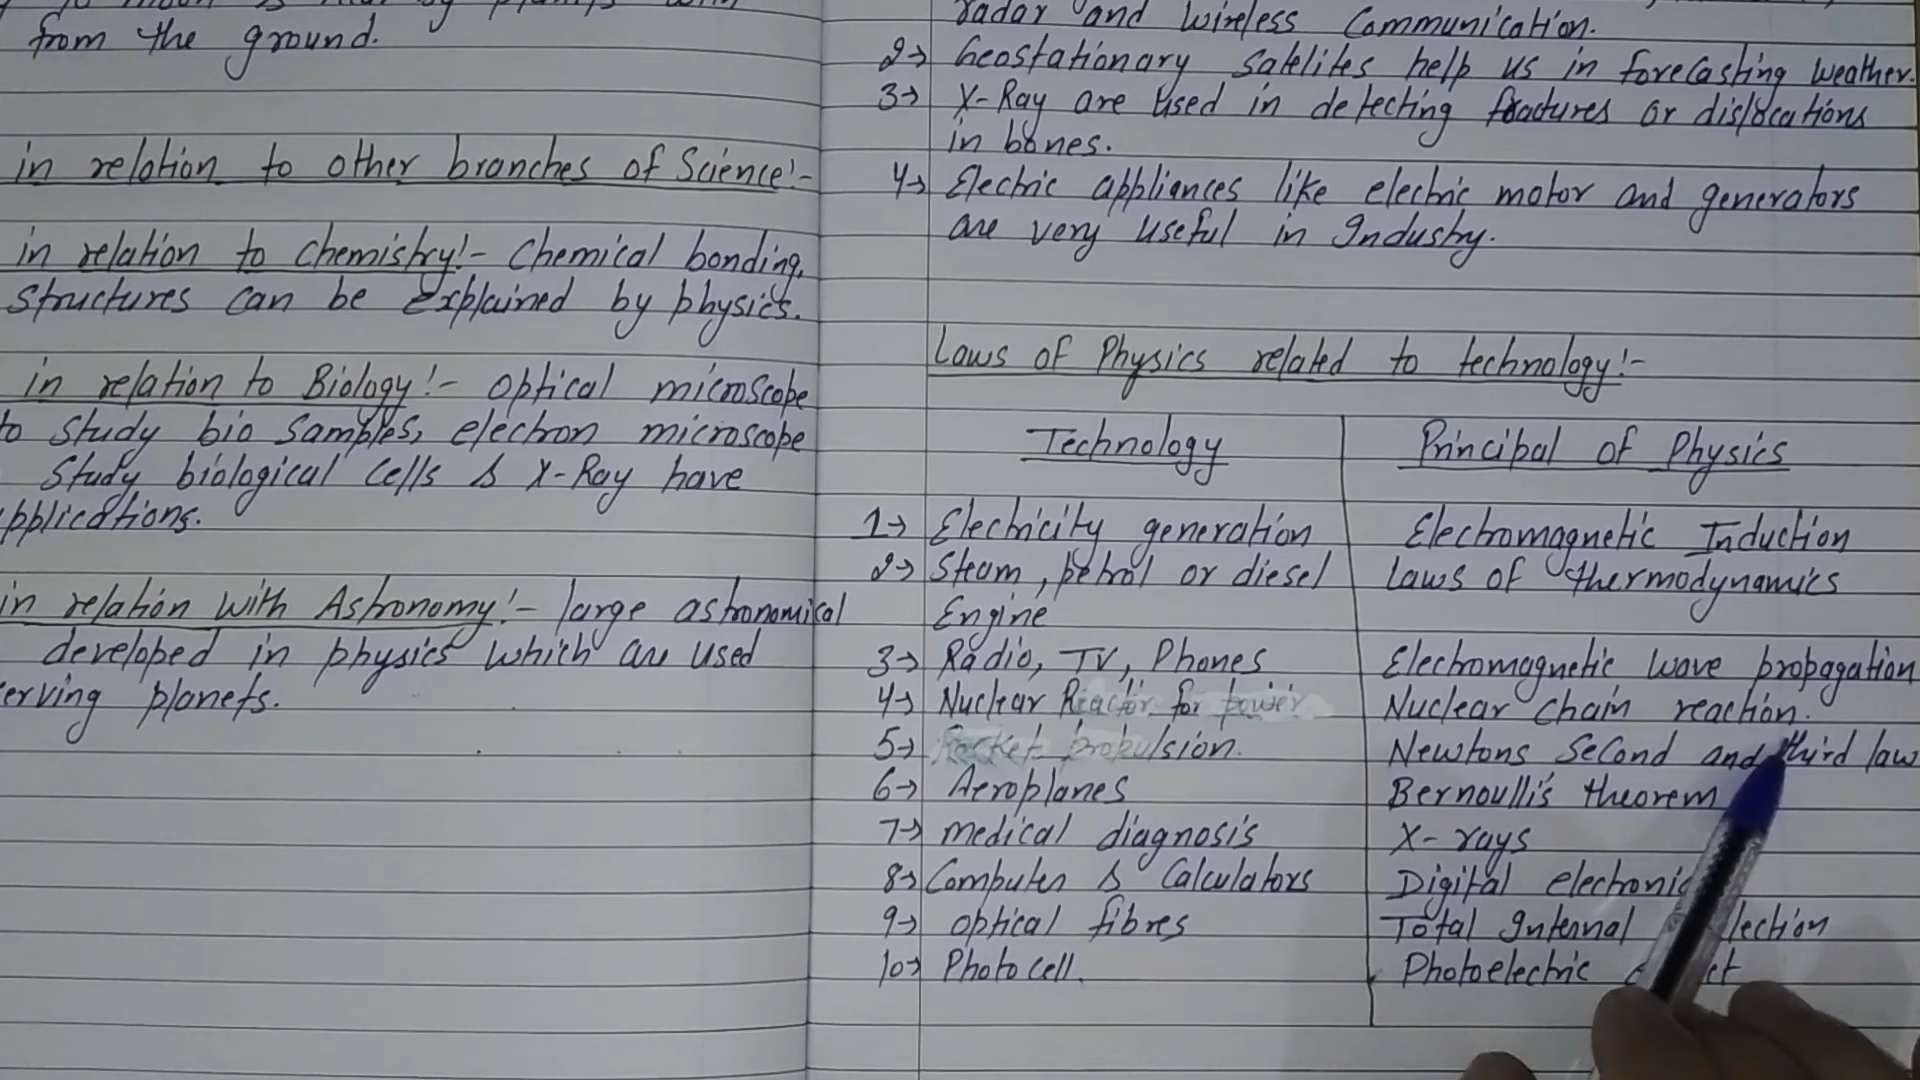 from the ground.
in relation to other branches of Science:-
in relation to Chemistry:- Chemical bonding,
structures can be explained by physics.
in relation to Biology:- optical microscope
to study bio samples, electron microscope
study biological cells & X-Ray have
applications.
in relation with Astronomy:- large astronomical
developed in physics which are used
erving planets.
radar and wireless Communication.
2→ Geostationary satelites help us in forecasting weather.
3→ X-Ray are used in detecting fractures or dislocations
in bones.
4→ Electric appliances like electric motor and generators
are very useful in Industry.
Laws of Physics related to technology:-
Technology Principal of Physics
1→ Electricity generation Electromagnetic Induction
2→ Steam, petrol or diesel Laws of thermodynamics
Engine
3→ Radio, TV, Phones Electromagnetic wave propagation
4→ Nuclear Reactor for power Nuclear chain reaction.
5→ Rocket propulsion. Newtons Second and third law
6→ Aeroplanes Bernoulli's theorem
7→ medical diagnosis X-rays
8→ Computer & Calculators Digital electronic
9→ optical fibres Total Internal lection
10→ Photo cell. Photoelectric ct